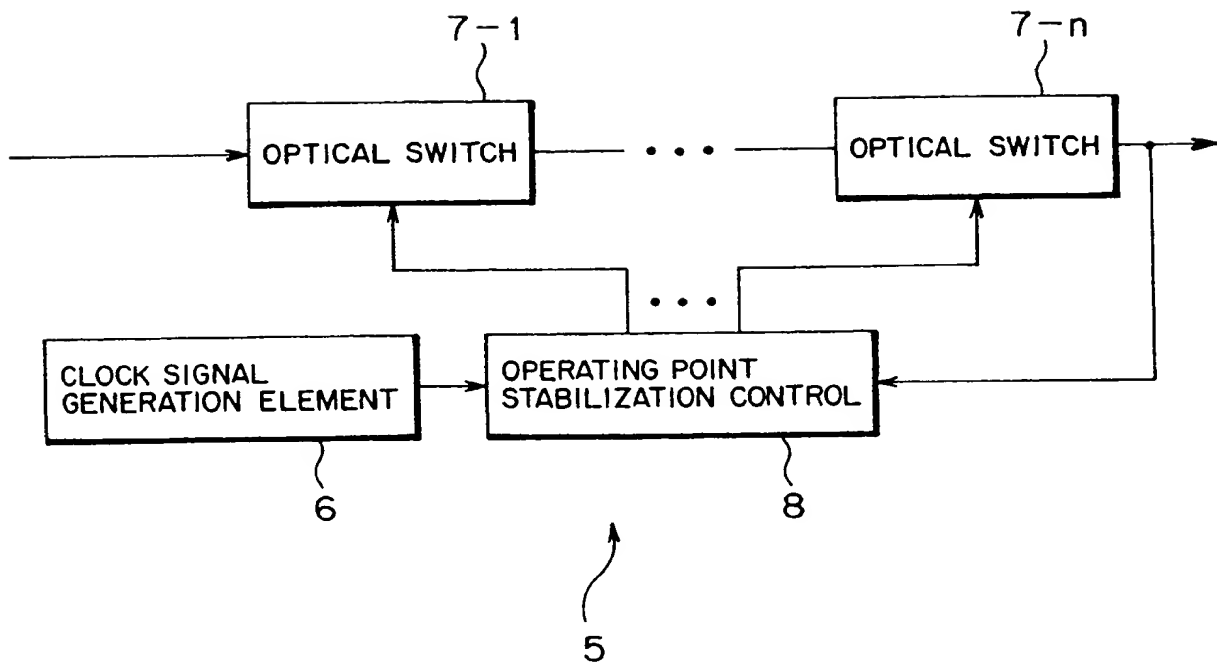 7-1
7-n
OPTICAL SWITCH
OPTICAL SWITCH
CLOCK SIGNAL
GENERATION ELEMENT
OPERATING POINT
STABILIZATION CONTROL
6
8
5